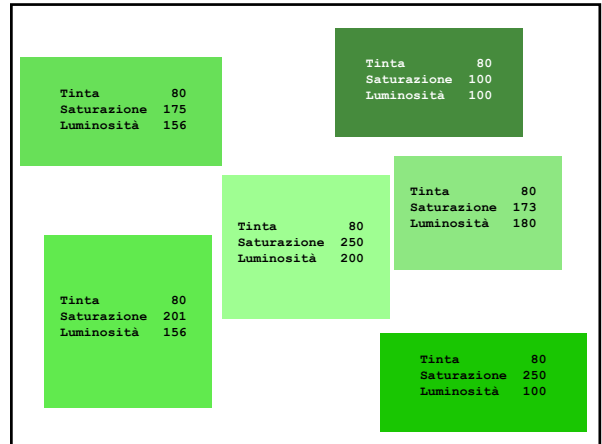 Tinta 80
Saturazione 100
Luminosità 100
Tinta 80
Saturazione 175
Luminosità 156
Tinta 80
Saturazione 173
Luminosità 180
Tinta 80
Saturazione 250
Luminosità 200
Tinta 80
Saturazione 201
Luminosità 156
Tinta 80
Saturazione 250
Luminosità 100